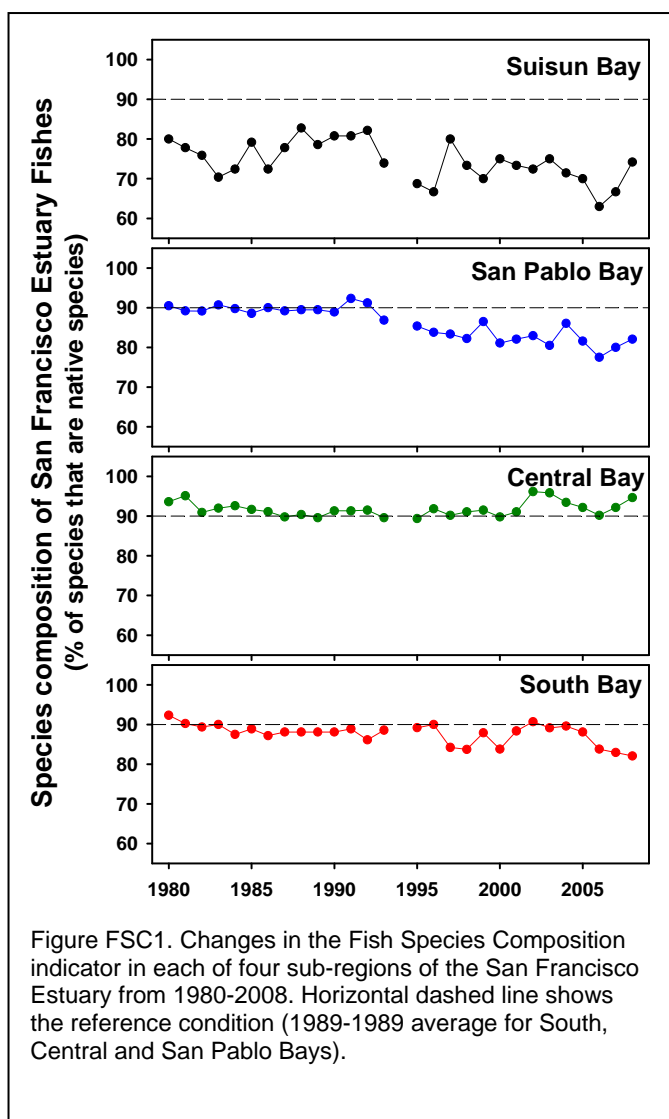 Species composition of San Francisco Estuary Fishes
(% of species that are native species)
Suisun Bay
100
90
80
70
60
San Pablo Bay
100
90
80
70
60
Central Bay
100
90
80
70
60
South Bay
100
90
80
70
60
1980 1985 1990 1995 2000 2005
Figure FSC1. Changes in the Fish Species Composition
indicator in each of four sub-regions of the San Francisco
Estuary from 1980-2008. Horizontal dashed line shows
the reference condition (1989-1989 average for South,
Central and San Pablo Bays).